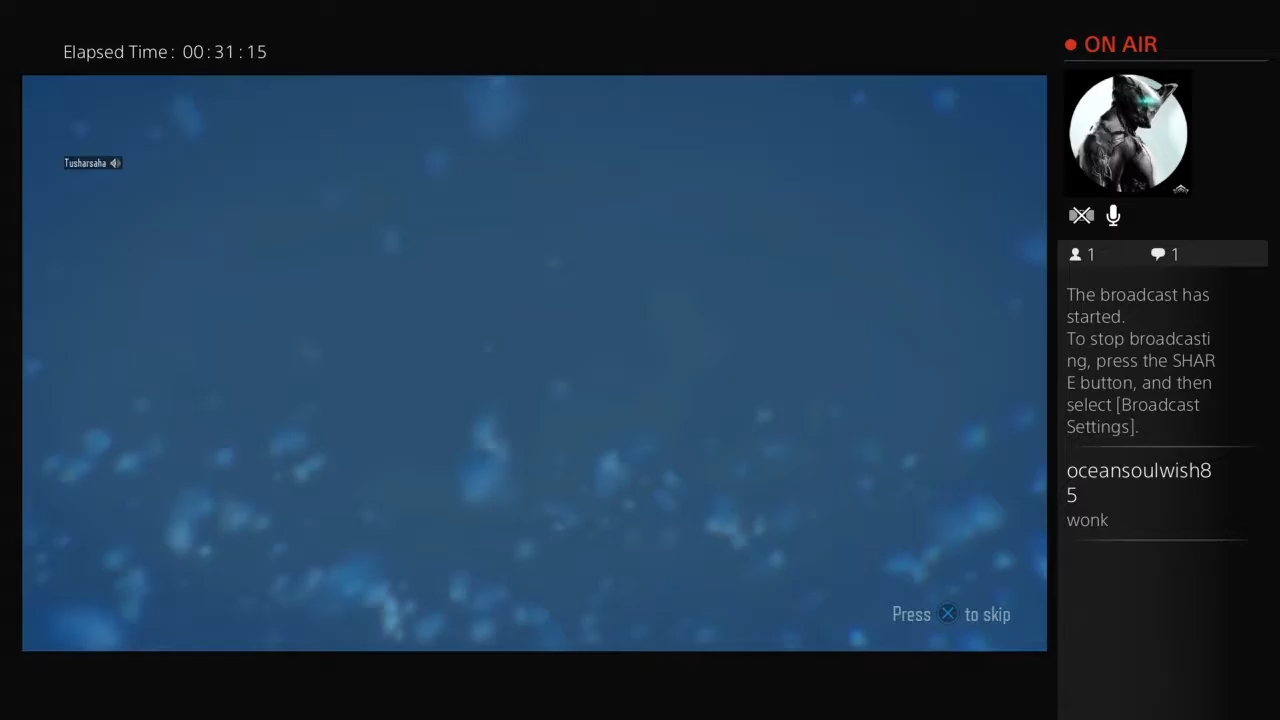 Elapsed Time: 00:31:15
ON AIR
Tusharsaha
1 1
The broadcast has
started.
To stop broadcasti
ng, press the SHAR
E button, and then
select [Broadcast
Settings].
oceansoulwish8
5
wonk
Press to skip